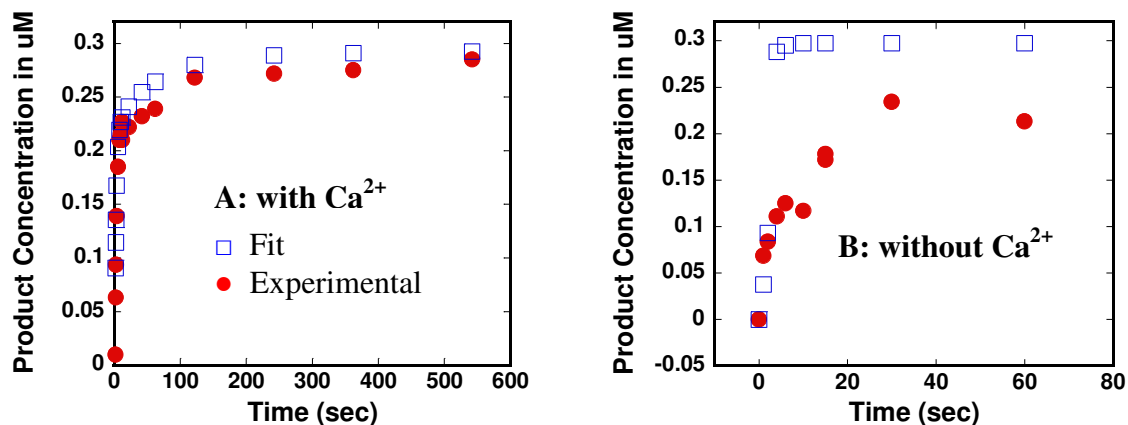 Product Concentration in uM
0.3
0.25
0.2
0.15
0.1
0.05
0
A: with Ca²⁺
Fit
Experimental
0 100 200 300 400 500 600
Time (sec)
Product Concentration in uM
0.3
0.25
0.2
0.15
0.1
0.05
0
-0.05
B: without Ca²⁺
0 20 40 60 80
Time (sec)